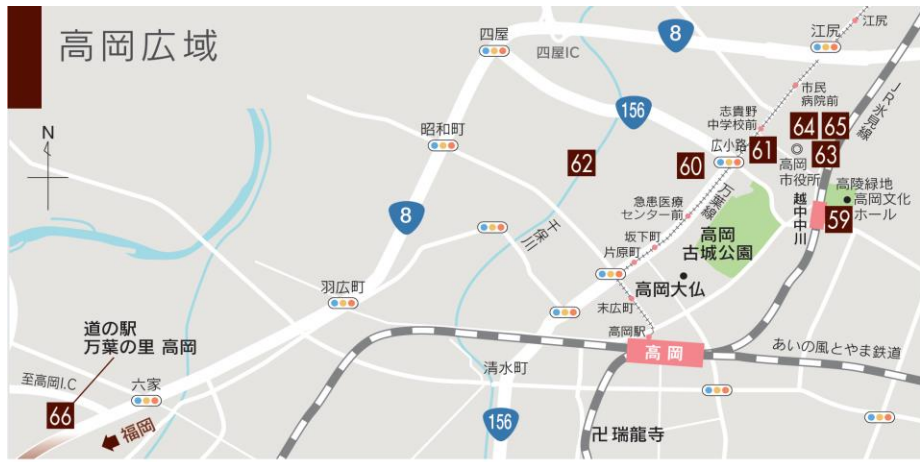 高岡広域
N
四屋
四屋IC
8
江尻
江尻
市民
病院前
JR氷見線
156
志貴野
中学校前
昭和町
64
65
62
60
広小路
61
63
高岡
市役所
高陵緑地
高岡文化
ホール
越中中川
59
8
急患医療
センター前
万葉線
千保川
坂下町
片原町
高岡
古城公園
高岡大仏
羽広町
末広町
高岡駅
高岡
あいの風とやま鉄道
道の駅
万葉の里 高岡
至高岡I.C
六家
清水町
66
福岡
156
卍瑞龍寺